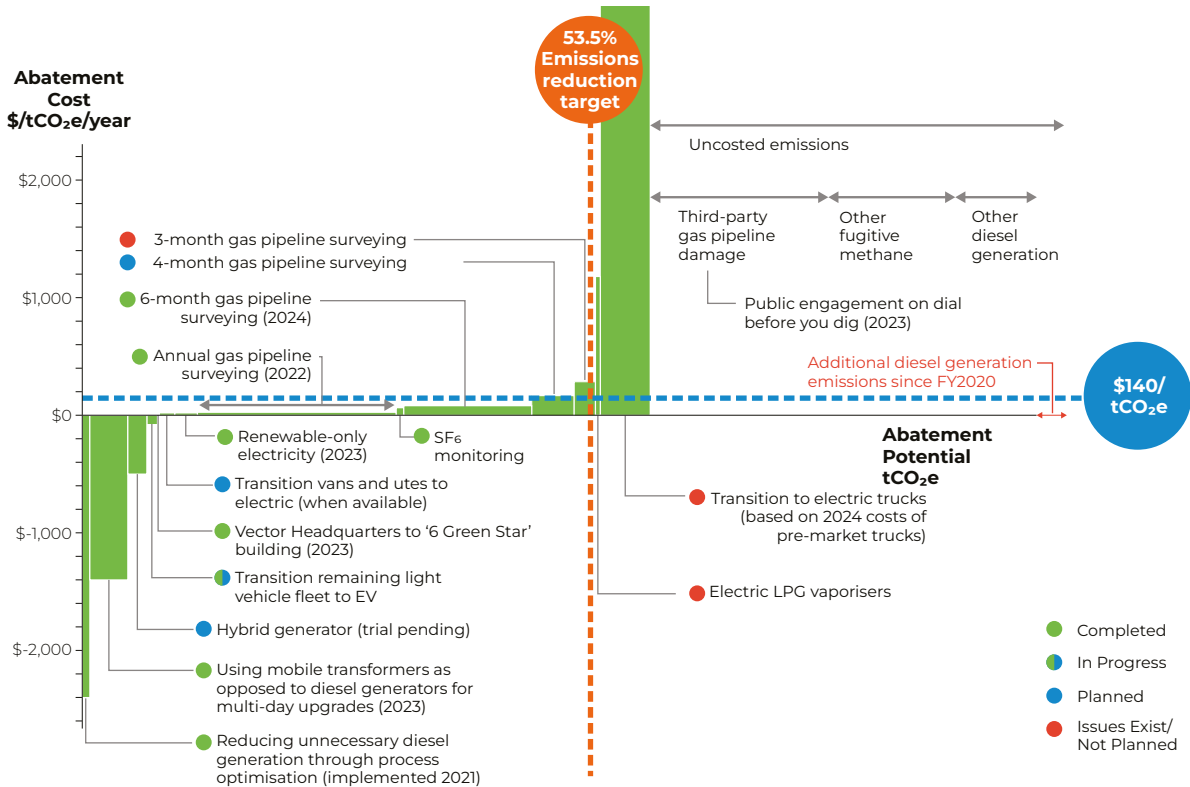 53.5%
Emissions
reduction
target
Abatement
Cost
$/tCO₂e/year
$2,000
$1,000
$0
$-1,000
$-2,000
Uncosted emissions
Third-party
gas pipeline
damage
Other
fugitive
methane
Other
diesel
generation
Public engagement on dial
before you dig (2023)
3-month gas pipeline surveying
4-month gas pipeline surveying
6-month gas pipeline
surveying (2024)
Annual gas pipeline
surveying (2022)
Additional diesel generation
emissions since FY2020
$140/
tCO₂e
Renewable-only
electricity (2023)
SF₆
monitoring
Abatement
Potential
tCO₂e
Transition vans and utes to
electric (when available)
Vector Headquarters to ‘6 Green Star’
building (2023)
Transition remaining light
vehicle fleet to EV
Hybrid generator (trial pending)
Using mobile transformers as
opposed to diesel generators for
multi-day upgrades (2023)
Reducing unnecessary diesel
generation through process
optimisation (implemented 2021)
Transition to electric trucks
(based on 2024 costs of
pre-market trucks)
Electric LPG vaporisers
Completed
In Progress
Planned
Issues Exist/
Not Planned